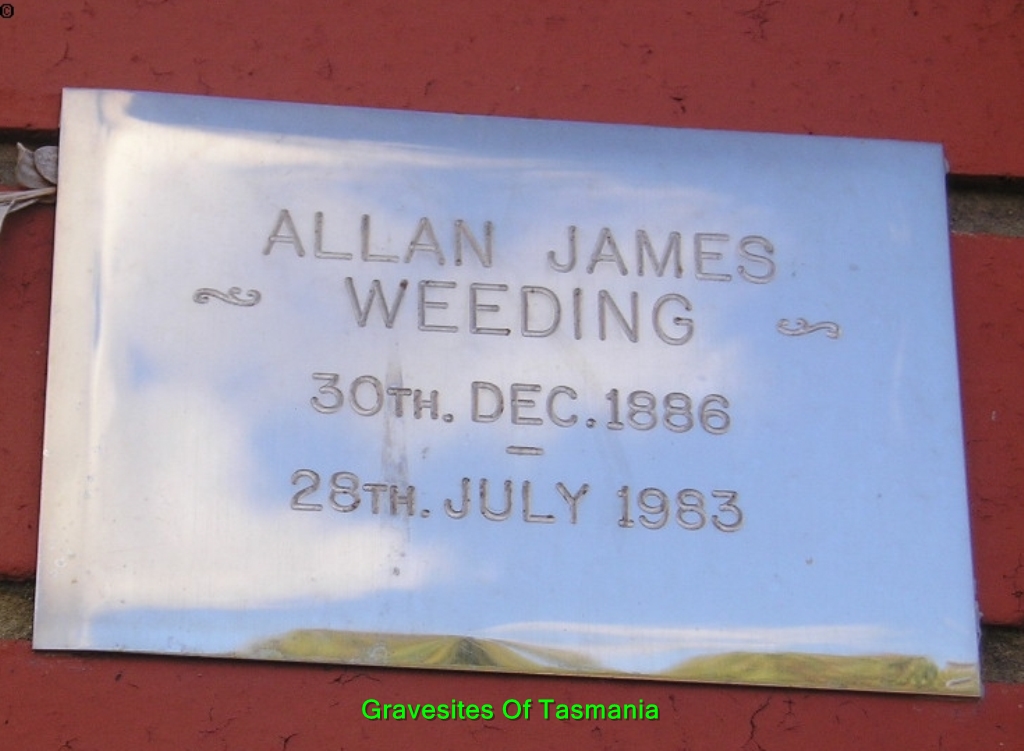 ©
ALLAN JAMES
WEEDING
30TH. DEC. 1886
–
28TH. JULY 1983
Gravesites Of Tasmania